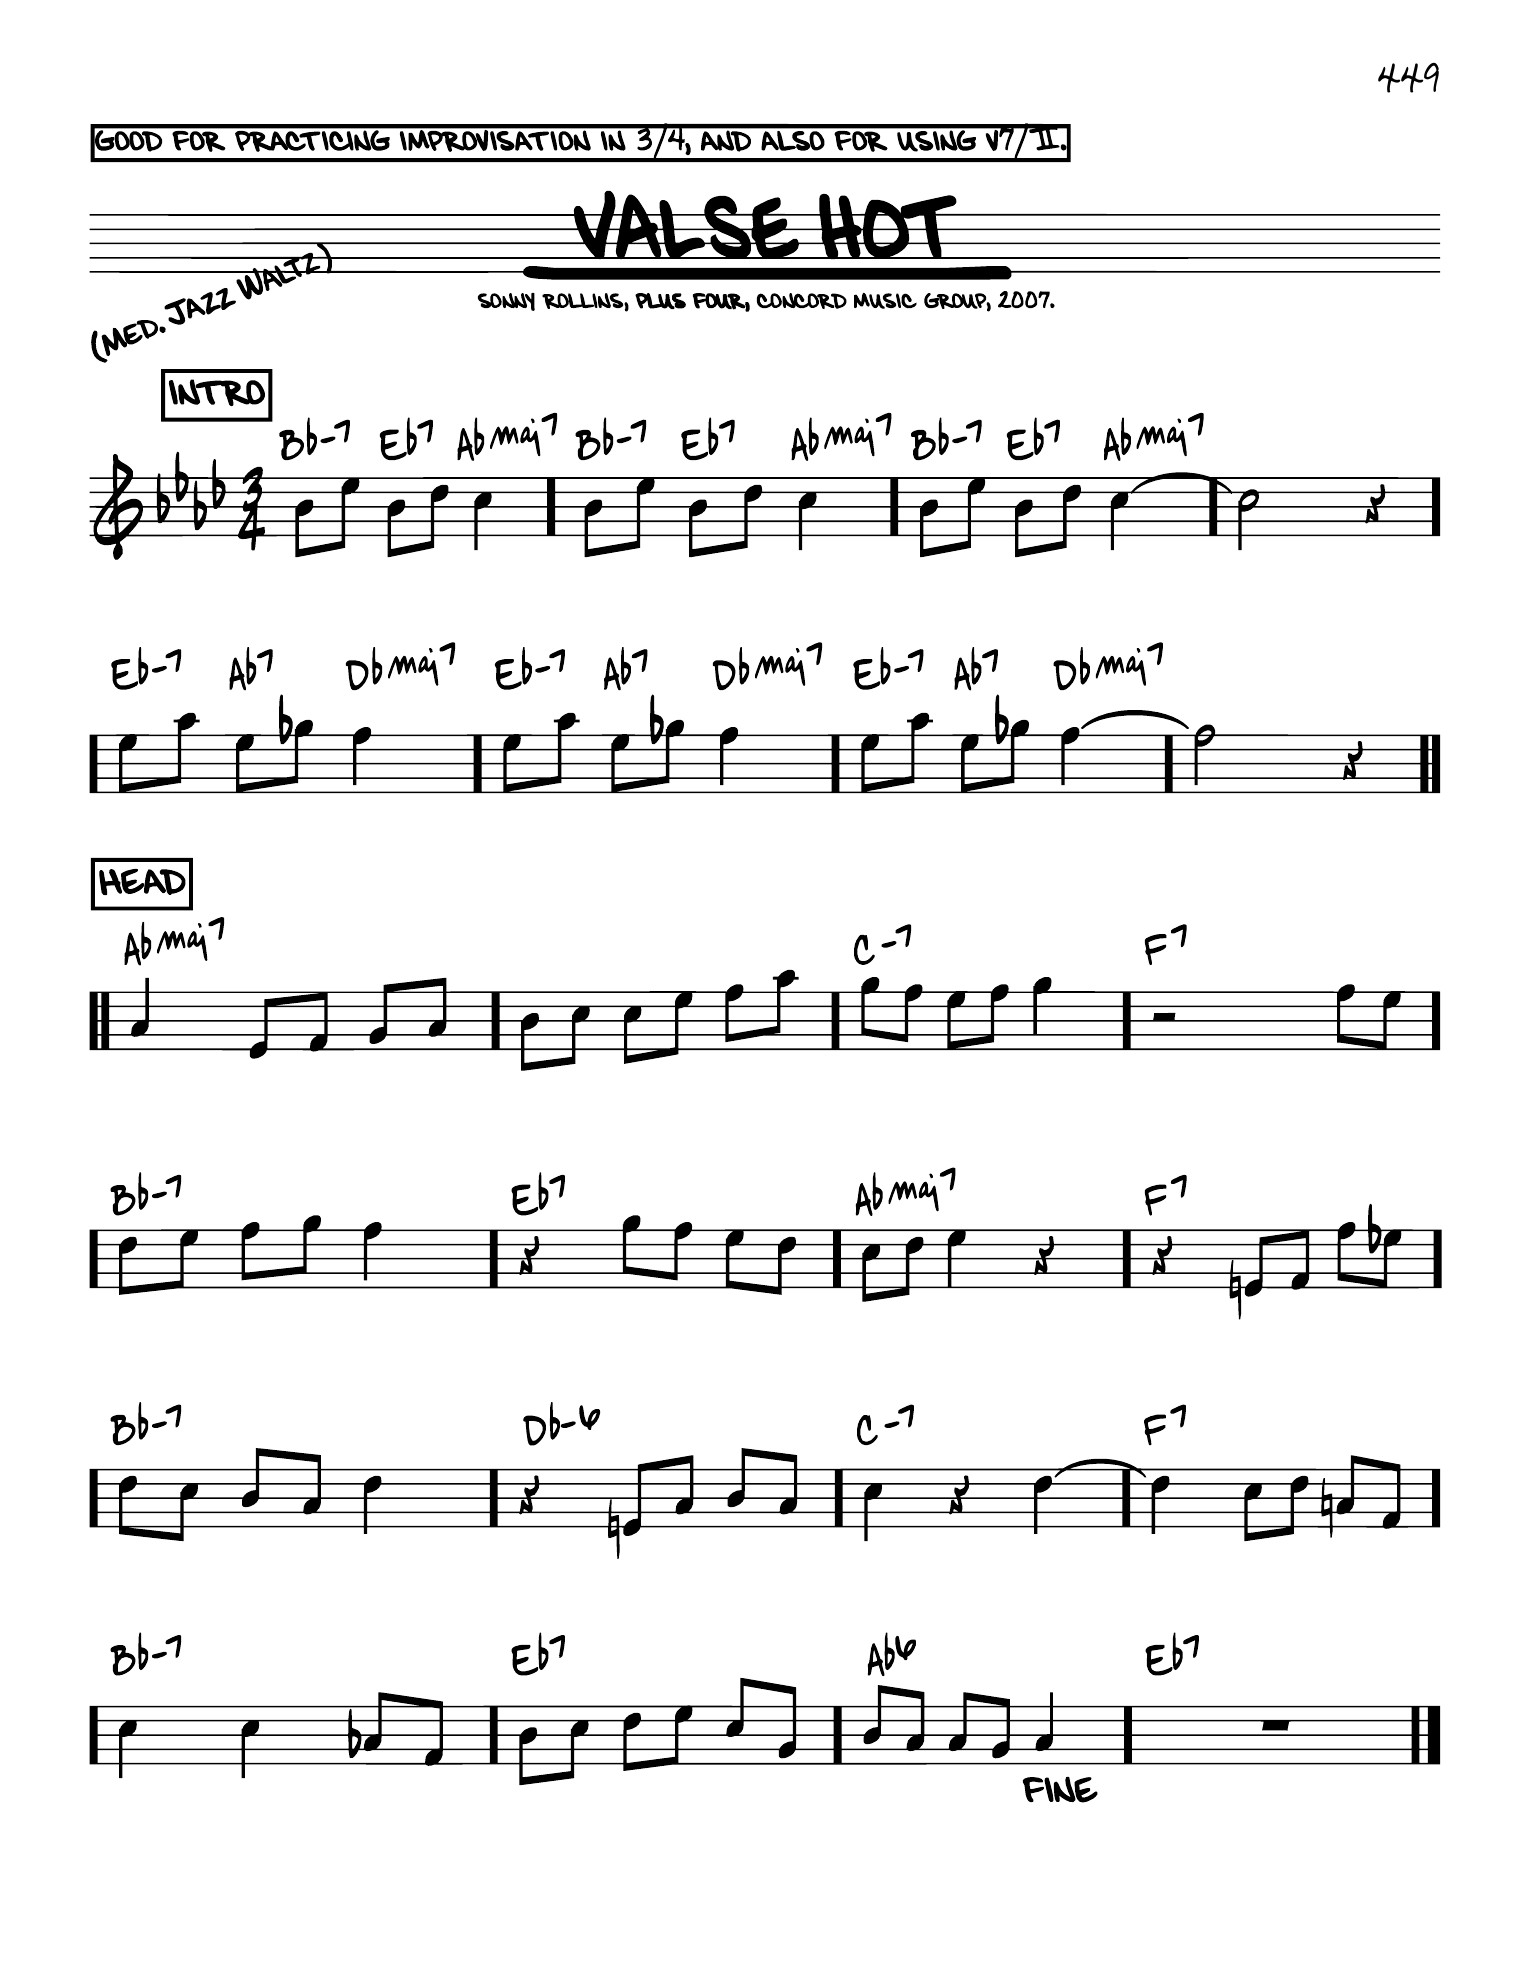 449
GOOD FOR PRACTICING IMPROVISATION IN 3/4, AND ALSO FOR USING V7/II.
VALSE HOT
(MED. JAZZ WALTZ)
SONNY ROLLINS, PLUS FOUR, CONCORD MUSIC GROUP, 2007.
INTRO
Bb-7 Eb7 Abmaj7 Bb-7 Eb7 Abmaj7 Bb-7 Eb7 Abmaj7
3/4
Eb-7 Ab7 Dbmaj7 Eb-7 Ab7 Dbmaj7 Eb-7 Ab7 Dbmaj7
HEAD
Abmaj7 C-7 F7
Bb-7 Eb7 Abmaj7 F7
Bb-7 Db-6 C-7 F7
Bb-7 Eb7 Ab6 Eb7
FINE